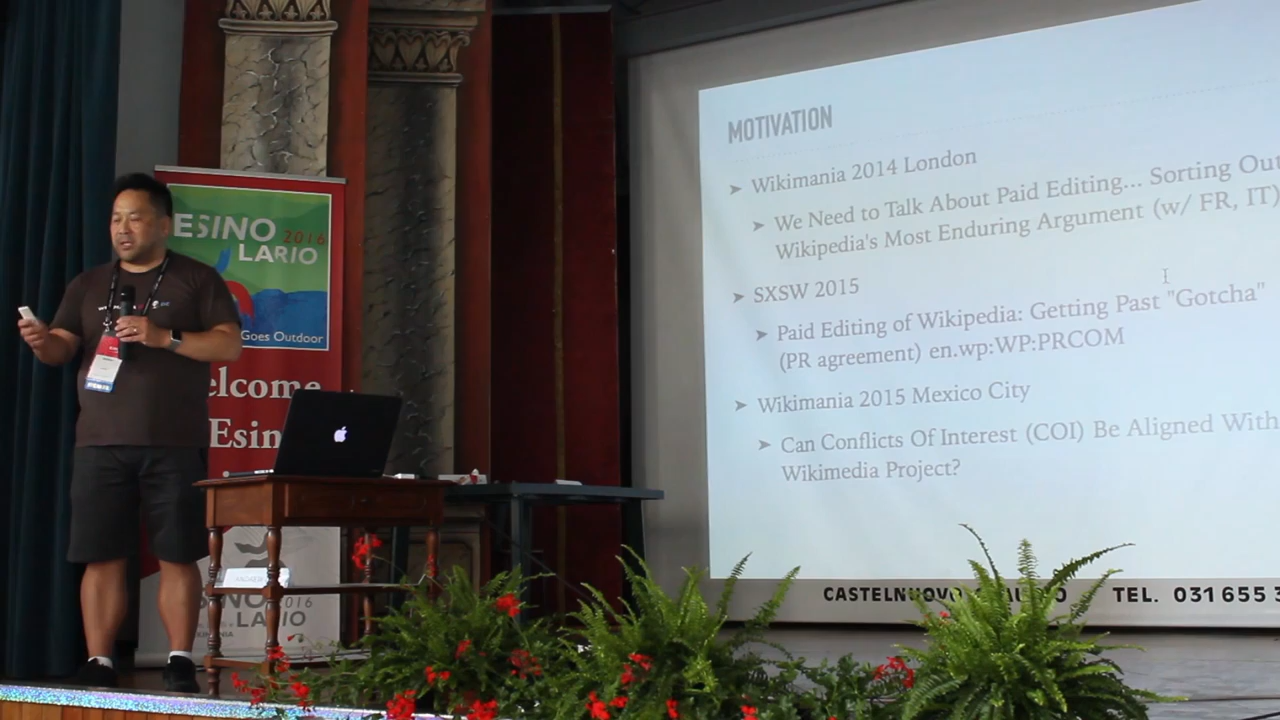 MOTIVATION
➤ Wikimania 2014 London
➤ We Need to Talk About Paid Editing... Sorting Out
Wikipedia's Most Enduring Argument (w/ FR, IT)
➤ SXSW 2015
➤ Paid Editing of Wikipedia: Getting Past "Gotcha"
(PR agreement) en.wp:WP:PRCOM
➤ Wikimania 2015 Mexico City
➤ Can Conflicts Of Interest (COI) Be Aligned With
Wikimedia Project?
CASTELNUOVO
TEL. 031 655 3
ESINO
2016
LARIO
Goes Outdoor
elcome
Esin
INO 2016
LARIO